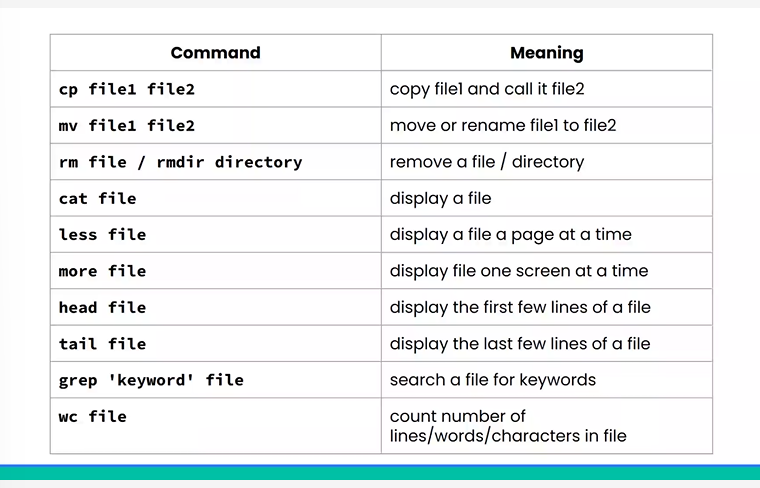 Command Meaning
cp file1 file2 copy file1 and call it file2
mv file1 file2 move or rename file1 to file2
rm file / rmdir directory remove a file / directory
cat file display a file
less file display a file a page at a time
more file display file one screen at a time
head file display the first few lines of a file
tail file display the last few lines of a file
grep 'keyword' file search a file for keywords
wc file count number of
lines/words/characters in file